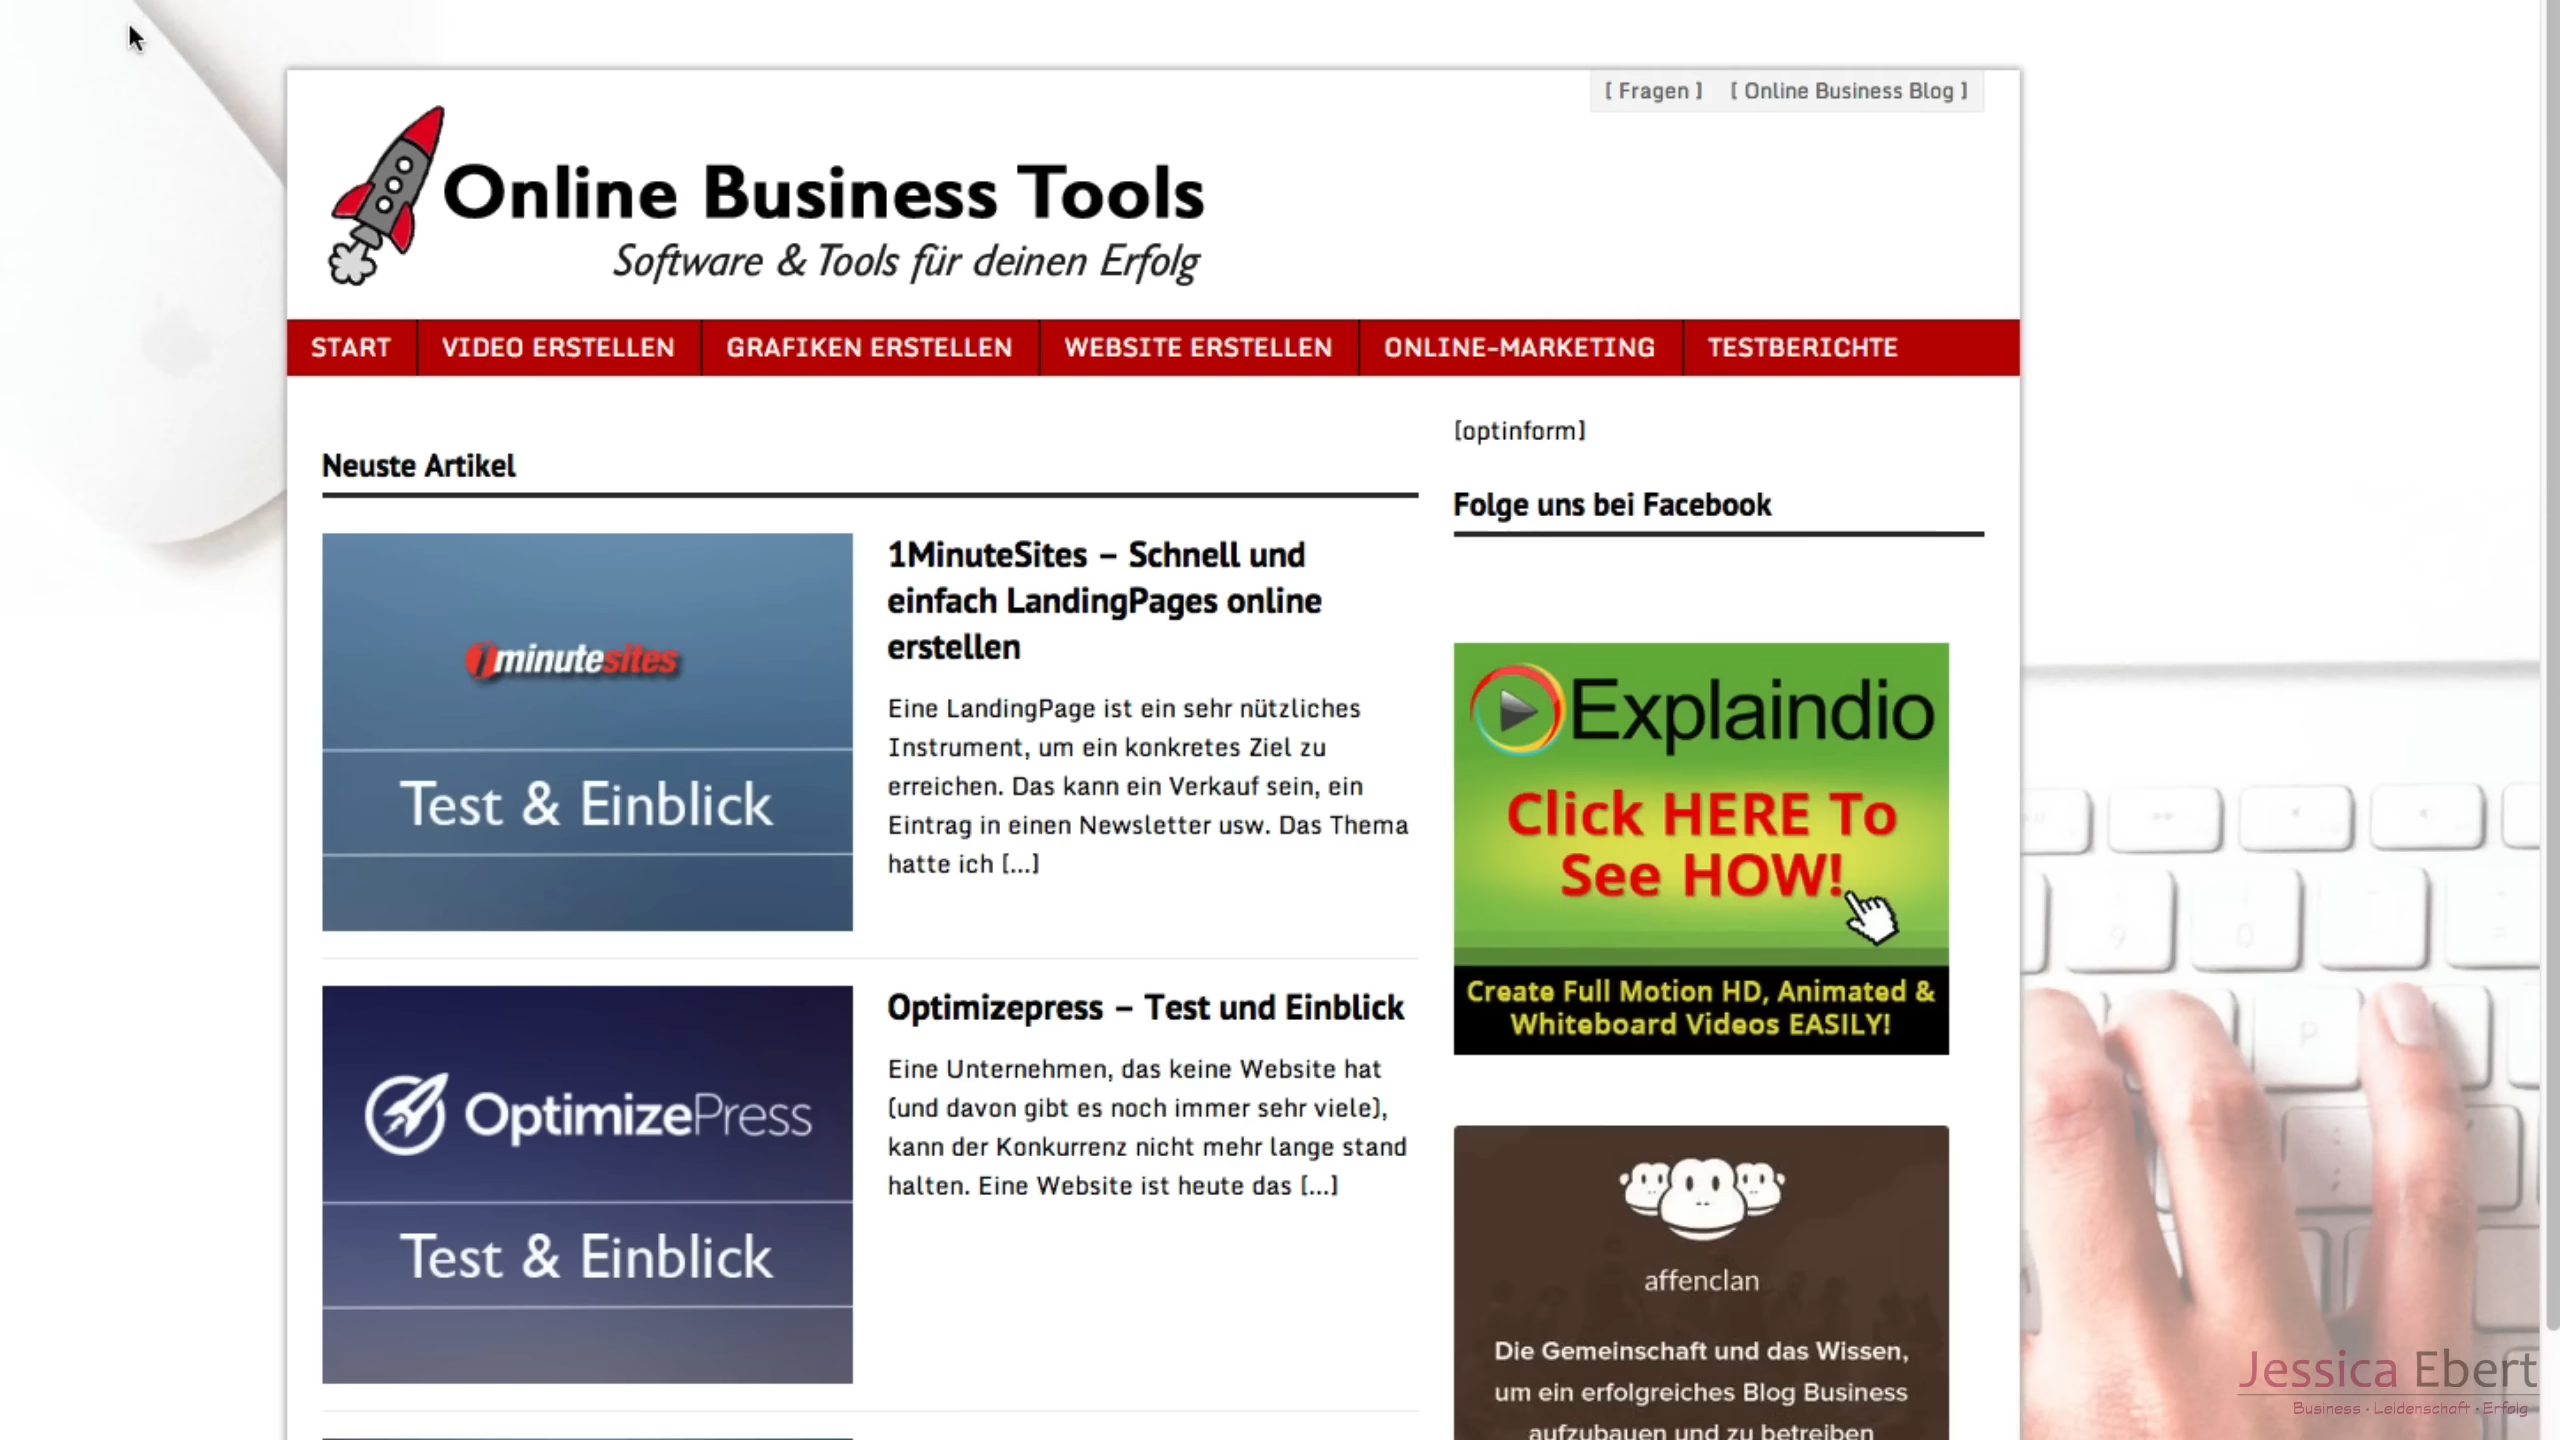 [ Fragen ] [ Online Business Blog ]
Online Business Tools
Software & Tools für deinen Erfolg
START VIDEO ERSTELLEN GRAFIKEN ERSTELLEN WEBSITE ERSTELLEN ONLINE-MARKETING TESTBERICHTE
Neuste Artikel
1minutesites
Test & Einblick
1MinuteSites – Schnell und
einfach LandingPages online
erstellen
Eine LandingPage ist ein sehr nützliches
Instrument, um ein konkretes Ziel zu
erreichen. Das kann ein Verkauf sein, ein
Eintrag in einen Newsletter usw. Das Thema
hatte ich [...]
OptimizePress
Test & Einblick
Optimizepress – Test und Einblick
Eine Unternehmen, das keine Website hat
(und davon gibt es noch immer sehr viele),
kann der Konkurrenz nicht mehr lange stand
halten. Eine Website ist heute das [...]
[optinform]
Folge uns bei Facebook
Explaindio
Click HERE To
See HOW!
Create Full Motion HD, Animated &
Whiteboard Videos EASILY!
affenclan
Die Gemeinschaft und das Wissen,
um ein erfolgreiches Blog Business
aufzubauen und zu betreiben
Jessica Ebert
Business · Leidenschaft · Erfolg